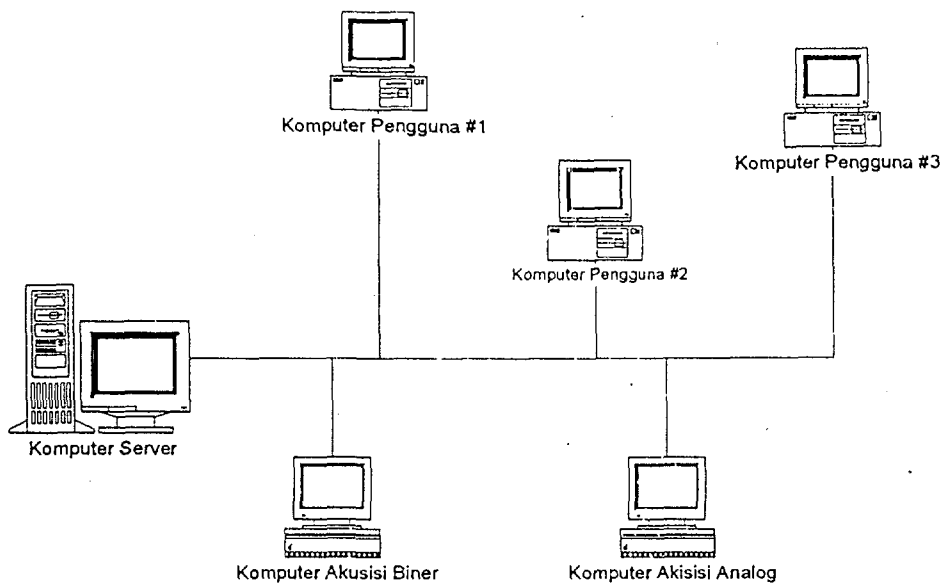 Komputer Pengguna #1
Komputer Pengguna #3
Komputer Pengguna #2
Komputer Server
Komputer Akusisi Biner
Komputer Akisisi Analog